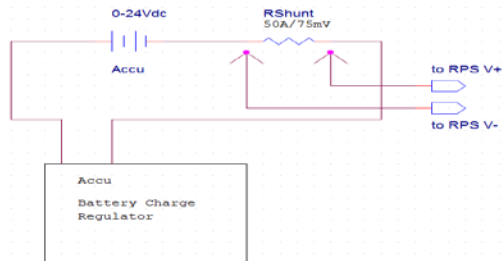 0-24Vdc
RShunt
50A/75mV
Accu
to RPS V+
to RPS V-
Accu
Battery Charge
Regulator